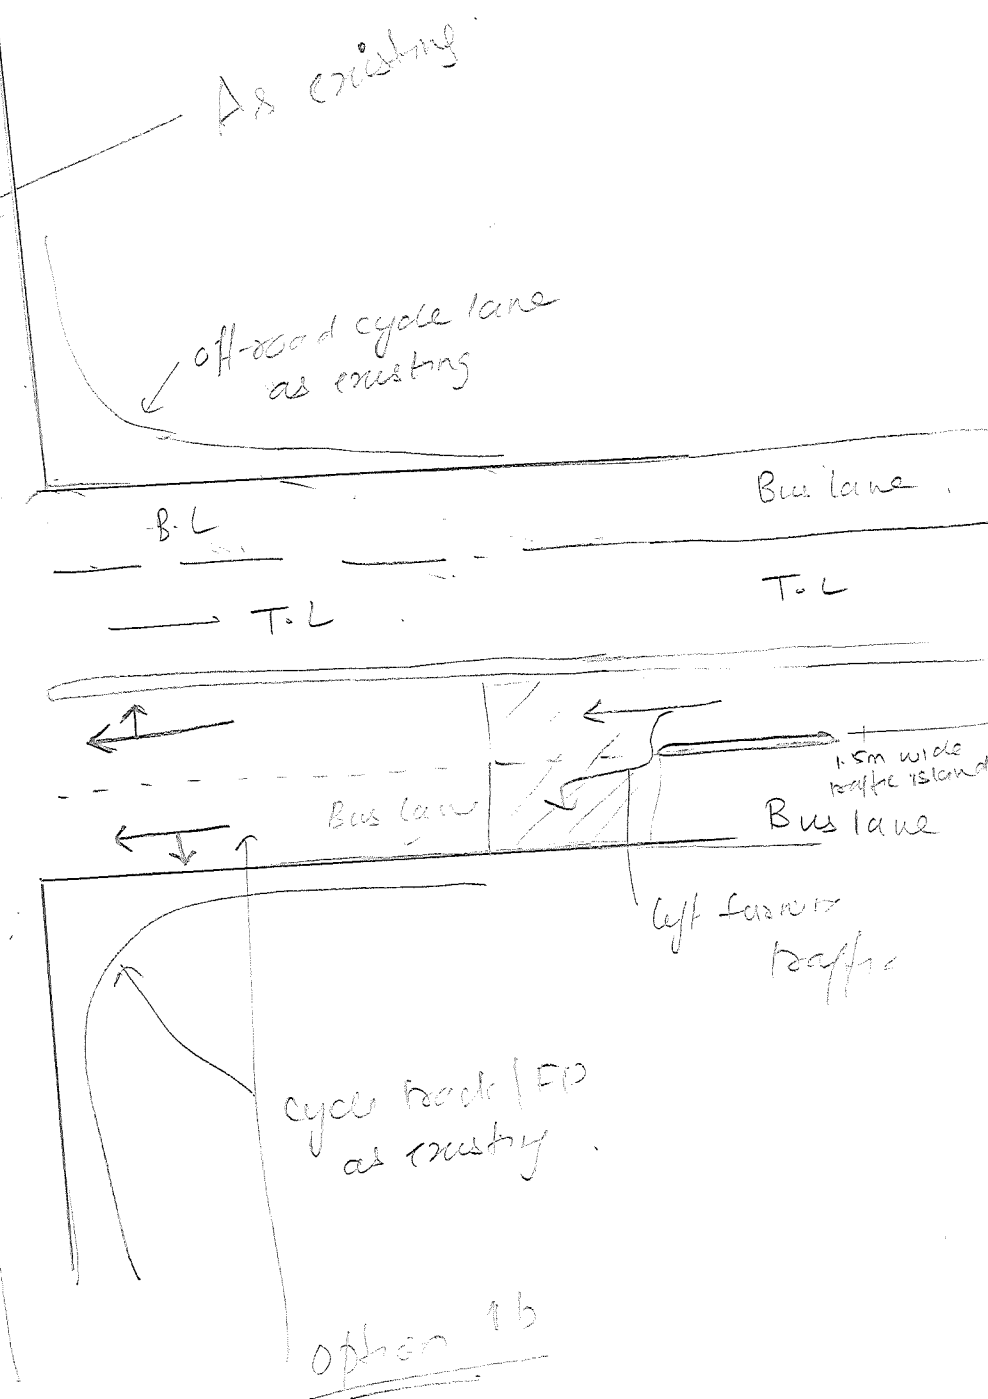 As existing
off-road cycle lane
as existing
Bus lane
B.L
T.L
T.L
1.5m wide
traffic island
Bus lane
Bus lane
left turning
traffic
cycle track/FP
as existing
Option 1b